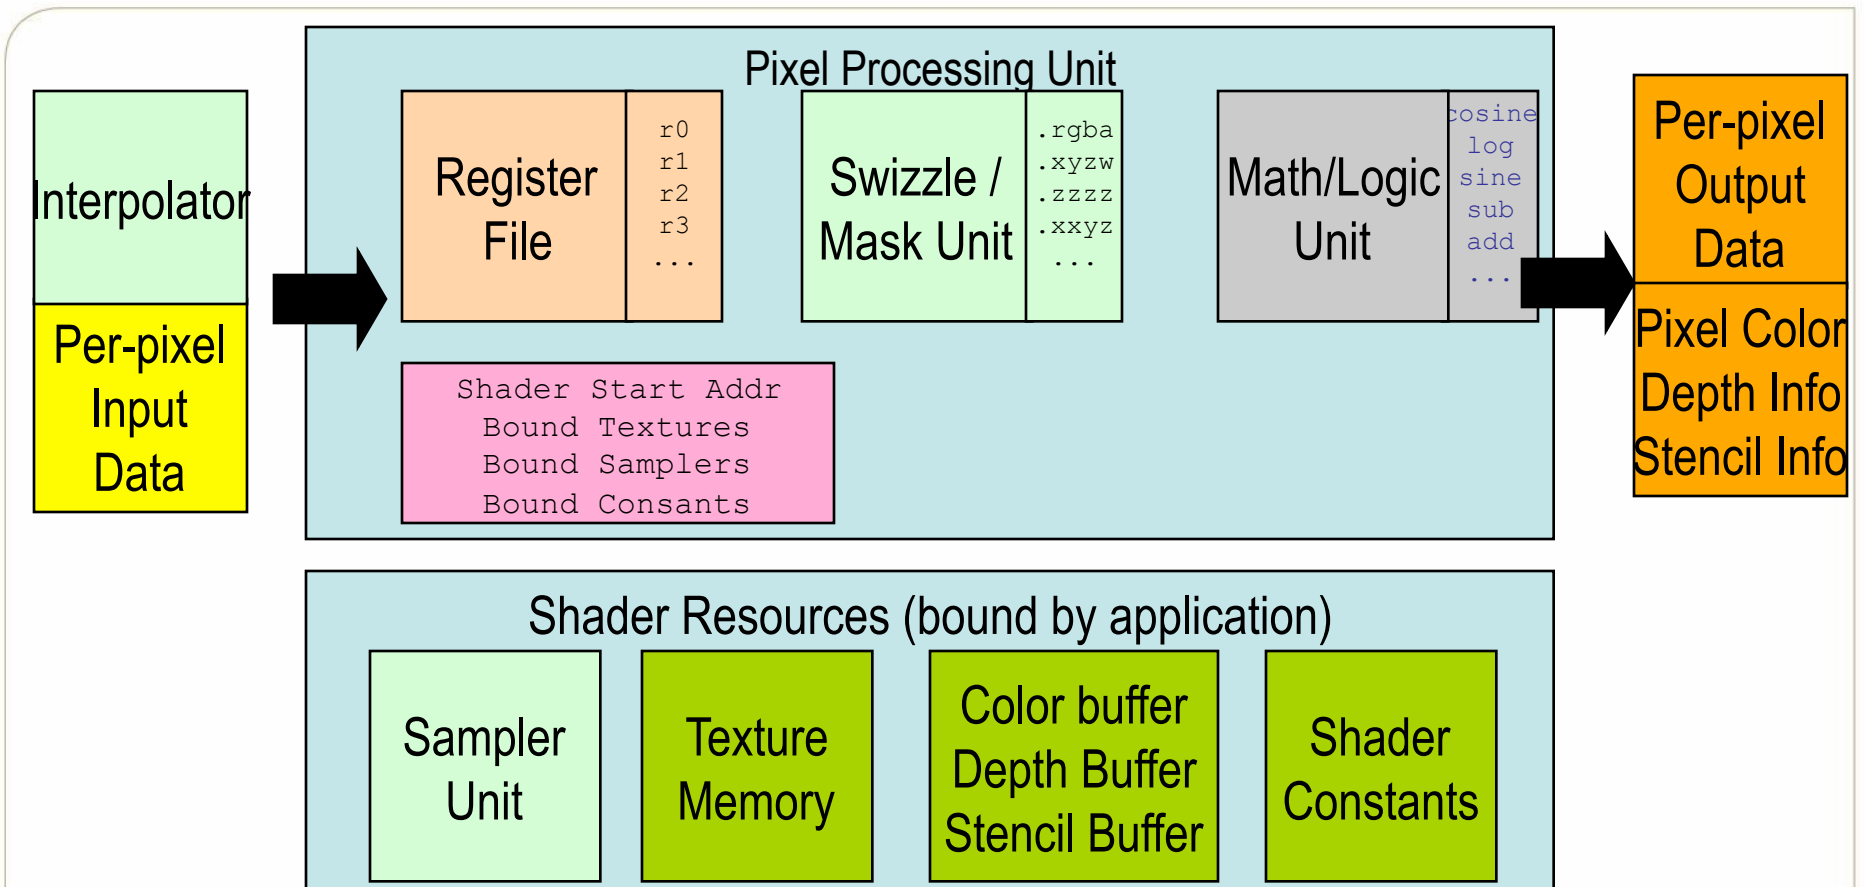 Pixel Processing Unit
Interpolator
Per-pixel
Input
Data
Register
File
r0
r1
r2
r3
...
Swizzle /
Mask Unit
.rgba
.xyzw
.zzzz
.xxyz
...
Math/Logic
Unit
cosine
log
sine
sub
add
...
Per-pixel
Output
Data
Pixel Color
Depth Info
Stencil Info
Shader Start Addr
Bound Textures
Bound Samplers
Bound Consants
Shader Resources (bound by application)
Sampler
Unit
Texture
Memory
Color buffer
Depth Buffer
Stencil Buffer
Shader
Constants